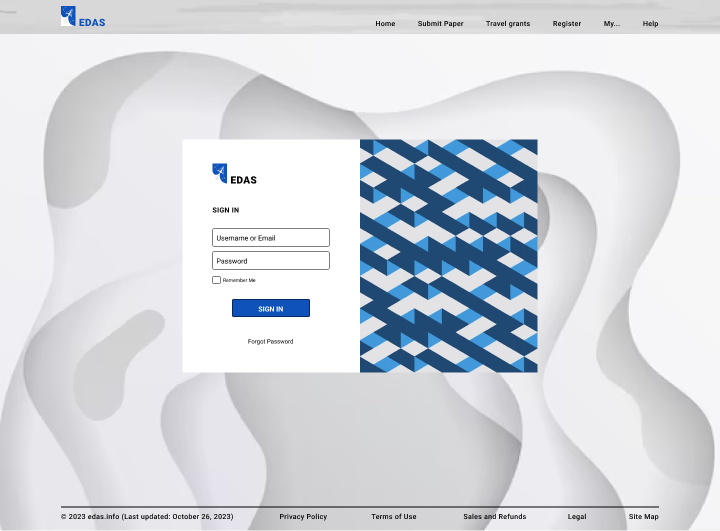 EDAS
Home Submit Paper Travel grants Register My... Help
EDAS
SIGN IN
Username or Email
Password
Remember Me
SIGN IN
Forgot Password
© 2023 edas.info (Last updated: October 26, 2023) Privacy Policy Terms of Use Sales and Refunds Legal Site Map